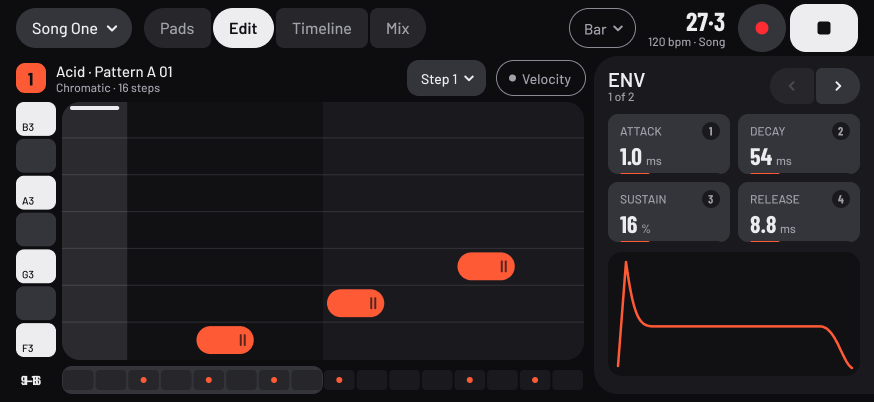 Song One
Pads
Edit
Timeline
Mix
Bar
27·3
120 bpm · Song
1
Acid · Pattern A 01
Chromatic · 16 steps
Step 1
Velocity
ENV
1 of 2
B3
A3
G3
F3
ATTACK
1
1.0 ms
DECAY
2
54 ms
SUSTAIN
3
16 %
RELEASE
4
8.8 ms